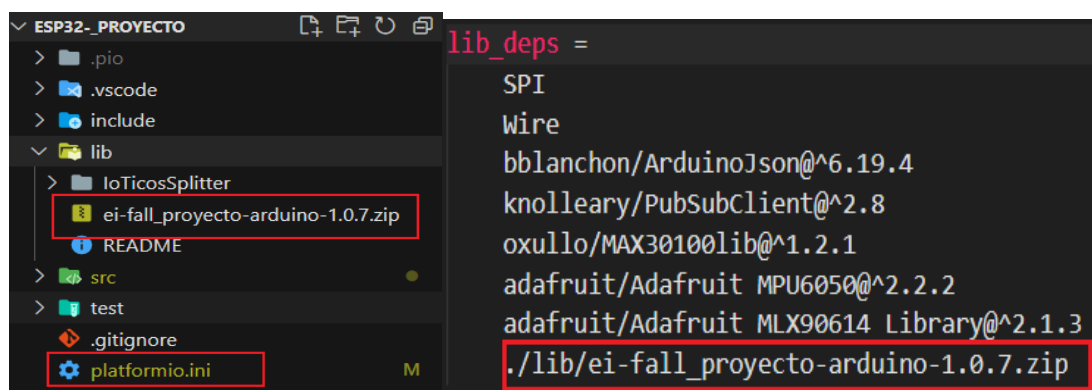 ESP32-_PROYECTO
.pio
.vscode
include
lib
IoTicosSplitter
ei-fall_proyecto-arduino-1.0.7.zip
README
src
test
.gitignore
platformio.ini M
lib_deps =
SPI
Wire
bblanchon/ArduinoJson@^6.19.4
knolleary/PubSubClient@^2.8
oxullo/MAX30100lib@^1.2.1
adafruit/Adafruit MPU6050@^2.2.2
adafruit/Adafruit MLX90614 Library@^2.1.3
./lib/ei-fall_proyecto-arduino-1.0.7.zip